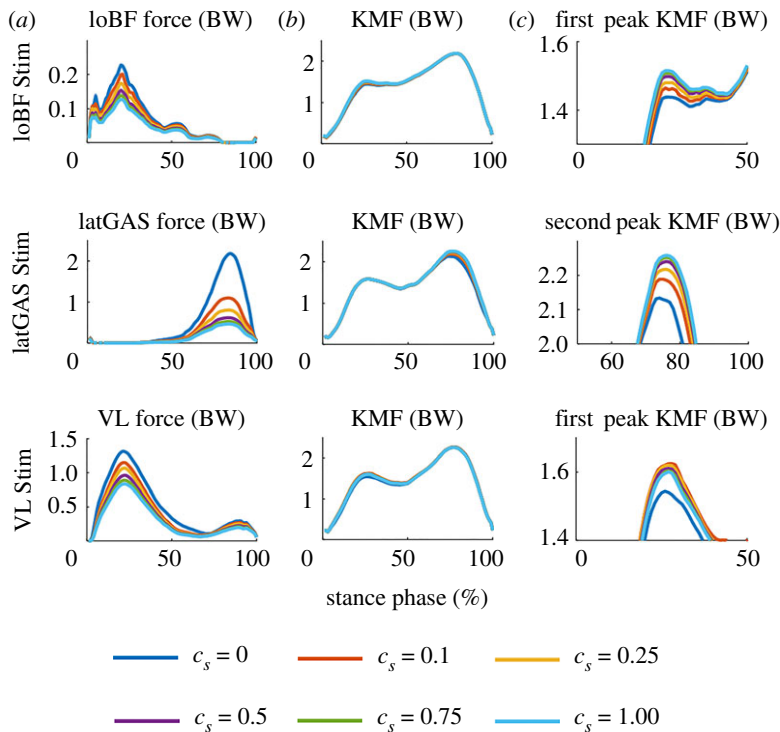 (a) loBF force (BW) (b) KMF (BW) (c) first peak KMF (BW)
loBF Stim
0.2
0.1
0 50 100
2
1
0 50 100
1.6
1.4
0 50
latGAS force (BW) KMF (BW) second peak KMF (BW)
latGAS Stim
2
1
0 50 100
2
1
0 50 100
2.2
2.1
2.0
60 80 100
VL force (BW) KMF (BW) first peak KMF (BW)
VL Stim
1.5
1.0
0.5
0 50 100
2
1
0 50 100
1.6
1.4
0 50
stance phase (%)
c_s = 0 c_s = 0.1 c_s = 0.25
c_s = 0.5 c_s = 0.75 c_s = 1.00